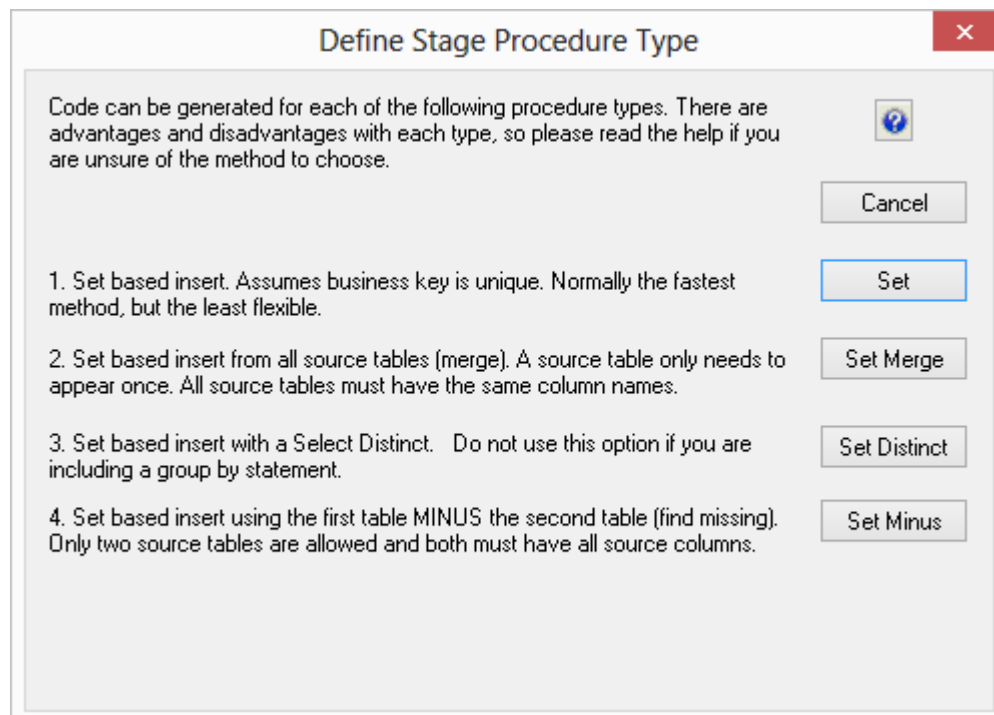 Define Stage Procedure Type
Code can be generated for each of the following procedure types. There are
advantages and disadvantages with each type, so please read the help if you
are unsure of the method to choose.
Cancel
1. Set based insert. Assumes business key is unique. Normally the fastest
method, but the least flexible.
Set
2. Set based insert from all source tables (merge). A source table only needs to
appear once. All source tables must have the same column names.
Set Merge
3. Set based insert with a Select Distinct.   Do not use this option if you are
including a group by statement.
Set Distinct
4. Set based insert using the first table MINUS the second table (find missing).
Only two source tables are allowed and both must have all source columns.
Set Minus